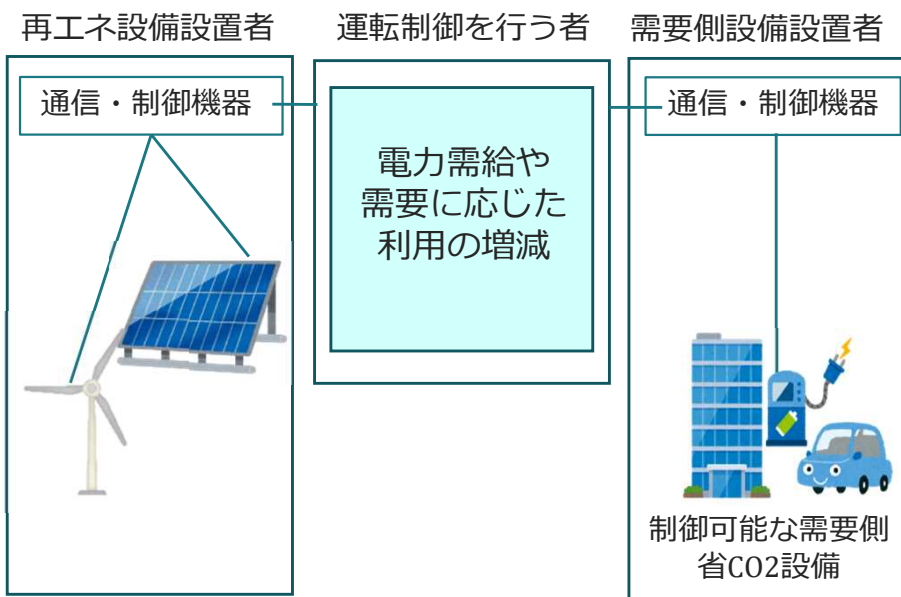 再エネ設備設置者
運転制御を行う者
需要側設備設置者
通信・制御機器
電力需給や
需要に応じた
利用の増減
通信・制御機器
制御可能な需要側
省CO2設備